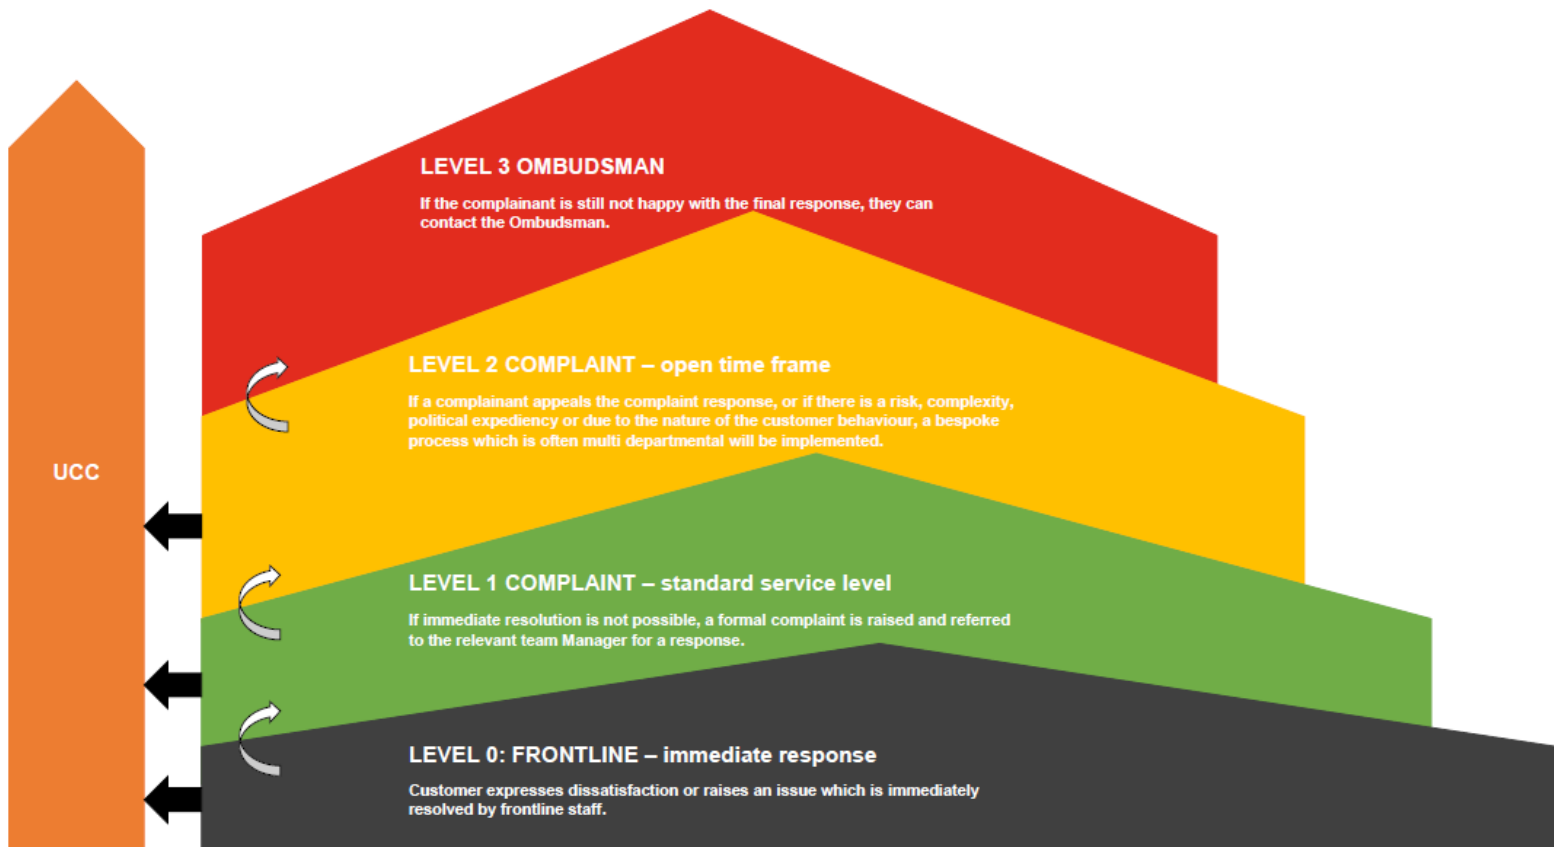 LEVEL 3 OMBUDSMAN
If the complainant is still not happy with the final response, they can
contact the Ombudsman.
LEVEL 2 COMPLAINT – open time frame
If a complainant appeals the complaint response, or if there is a risk, complexity,
political expediency or due to the nature of the customer behaviour, a bespoke
process which is often multi departmental will be implemented.
UCC
LEVEL 1 COMPLAINT – standard service level
If immediate resolution is not possible, a formal complaint is raised and referred
to the relevant team Manager for a response.
LEVEL 0: FRONTLINE – immediate response
Customer expresses dissatisfaction or raises an issue which is immediately
resolved by frontline staff.